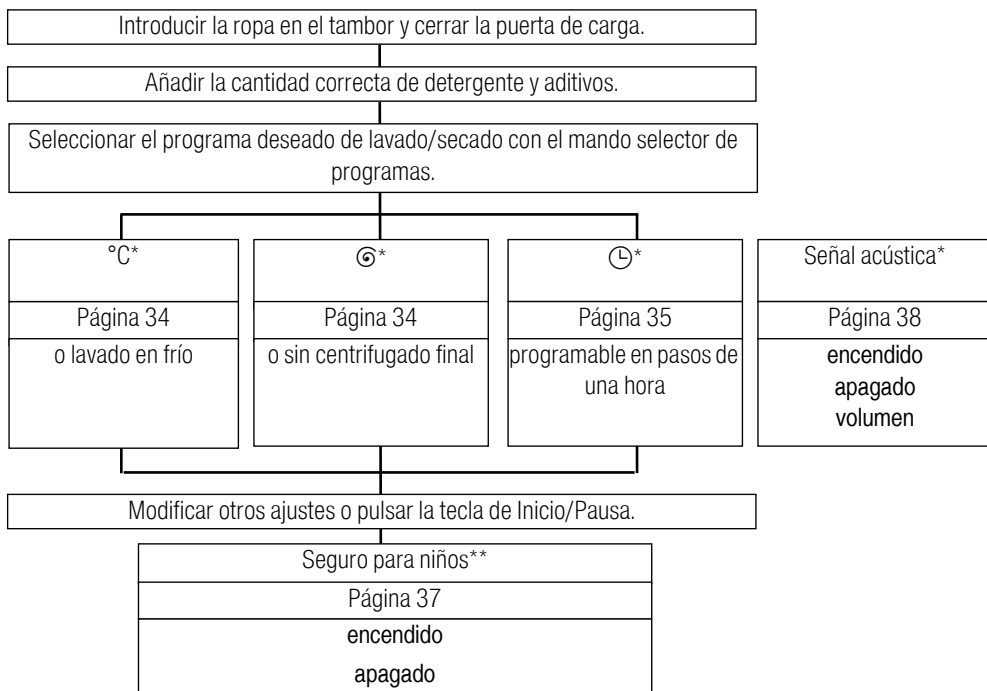 Introducir la ropa en el tambor y cerrar la puerta de carga.
Añadir la cantidad correcta de detergente y aditivos.
Seleccionar el programa deseado de lavado/secado con el mando selector de
programas.
°C*
*
*
Señal acústica*
Página 34
Página 34
Página 35
Página 38
o lavado en frío
o sin centrifugado final
programable en pasos de
una hora
encendido
apagado
volumen
Modificar otros ajustes o pulsar la tecla de Inicio/Pausa.
Seguro para niños**
Página 37
encendido
apagado